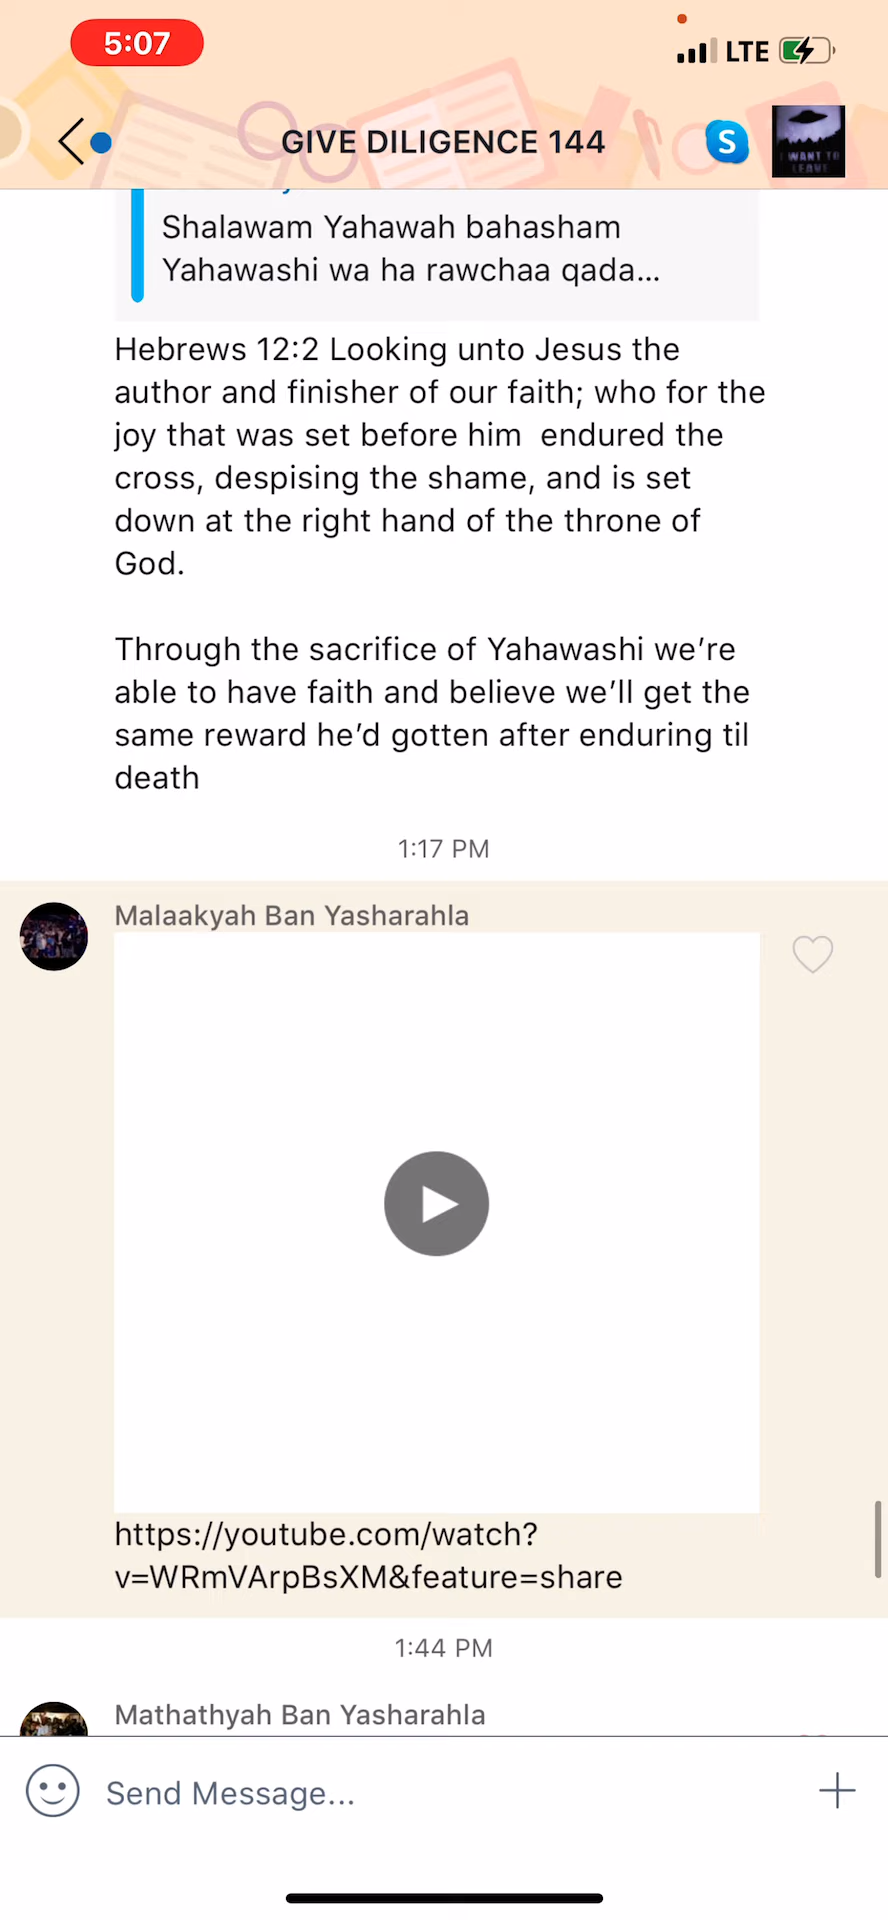 5:07
LTE
GIVE DILIGENCE 144
S
I WANT TO
LEAVE
Shalawam Yahawah bahasham
Yahawashi wa ha rawchaa qada...
Hebrews 12:2 Looking unto Jesus the
author and finisher of our faith; who for the
joy that was set before him  endured the
cross, despising the shame, and is set
down at the right hand of the throne of
God.
Through the sacrifice of Yahawashi we’re
able to have faith and believe we’ll get the
same reward he’d gotten after enduring til
death
1:17 PM
Malaakyah Ban Yasharahla
https://youtube.com/watch?
v=WRmVArpBsXM&feature=share
1:44 PM
Mathathyah Ban Yasharahla
Send Message...